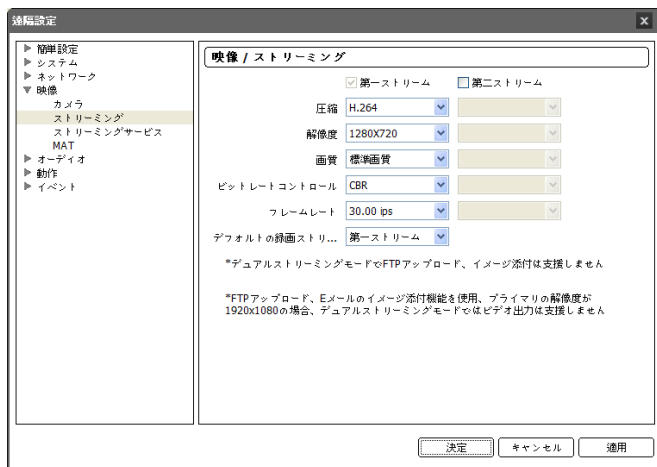 遠隔設定
x
簡単設定
システム
ネットワーク
映像
カメラ
ストリーミング
ストリーミングサービス
MAT
オーディオ
動作
イベント
映像 / ストリーミング
第一ストリーム 第二ストリーム
圧縮 H.264
解像度 1280X720
画質 標準画質
ビットレートコントロール CBR
フレームレート 30.00 ips
デフォルトの録画ストリ... 第一ストリーム
*デュアルストリーミングモードでFTPアップロード、イメージ添付は支援しません
*FTPアップロード、Eメールのイメージ添付機能を使用、プライマリの解像度が
1920x1080の場合、デュアルストリーミングモードではビデオ出力は支援しません
決定 キャンセル 適用